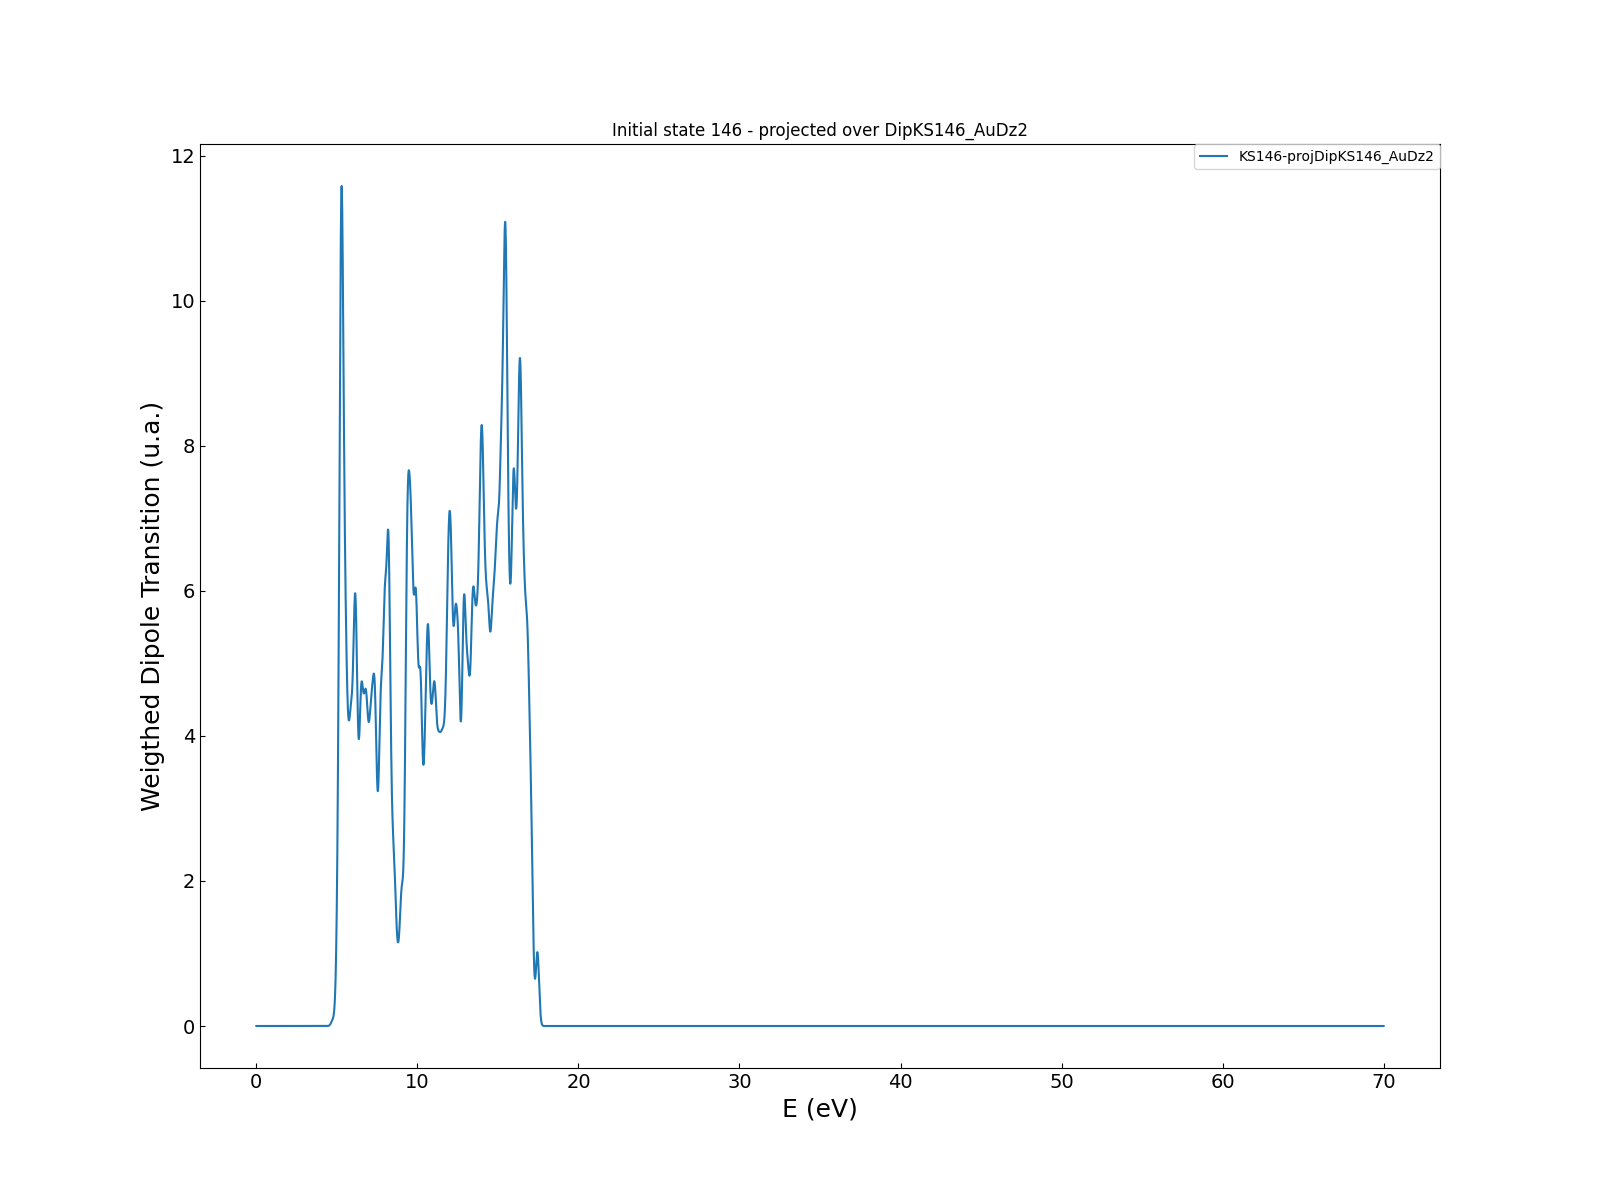 Initial state 146 - projected over DipKS146_AuDz2
KS146-projDipKS146_AuDz2
12
10
8
6
4
2
0
Weigthed Dipole Transition (u.a.)
0 10 20 30 40 50 60 70
E (eV)